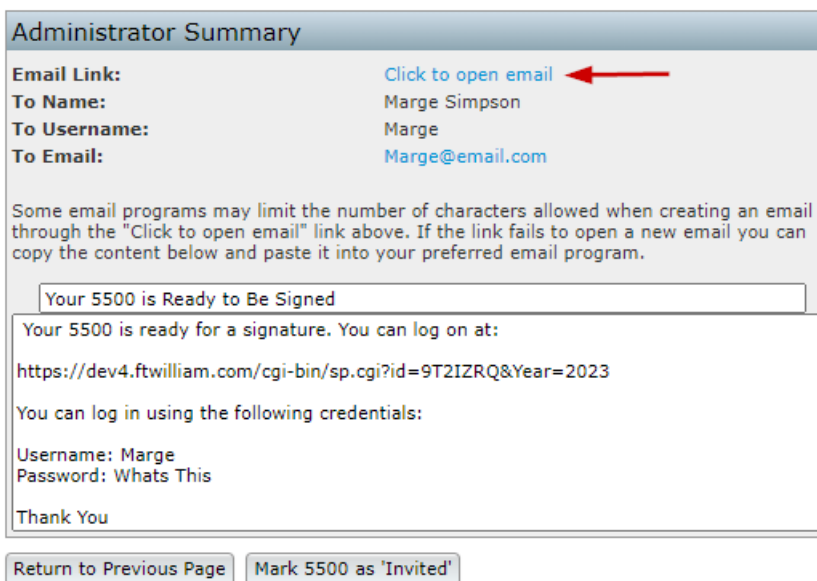 Administrator Summary
Email Link: Click to open email
To Name: Marge Simpson
To Username: Marge
To Email: Marge@email.com
Some email programs may limit the number of characters allowed when creating an email
through the "Click to open email" link above. If the link fails to open a new email you can
copy the content below and paste it into your preferred email program.
Your 5500 is Ready to Be Signed
Your 5500 is ready for a signature. You can log on at:
https://dev4.ftwilliam.com/cgi-bin/sp.cgi?id=9T2IZRQ&Year=2023
You can log in using the following credentials:
Username: Marge
Password: Whats This
Thank You
Return to Previous Page Mark 5500 as 'Invited'